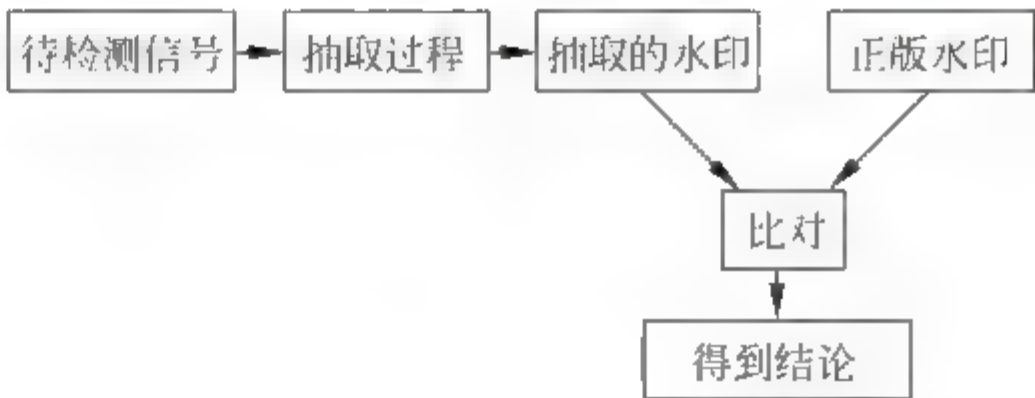 待检测信号
抽取过程
抽取的水印
正版水印
比对
得到结论